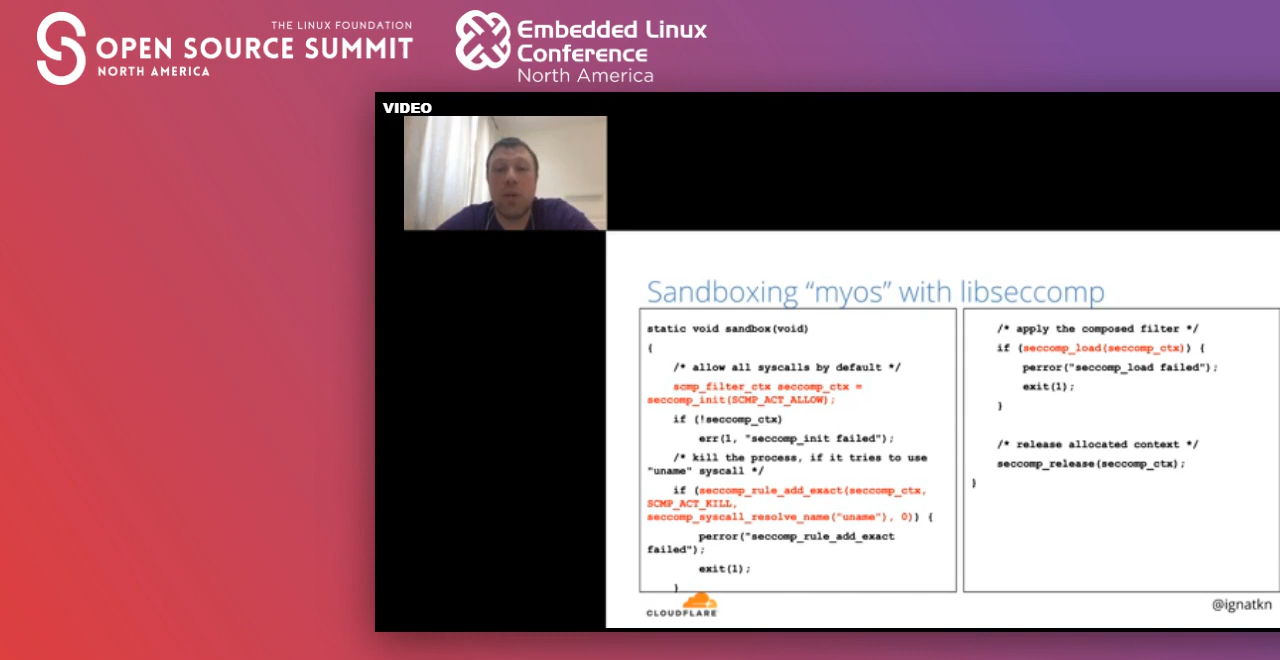 THE LINUX FOUNDATION
OPEN SOURCE SUMMIT
NORTH AMERICA
Embedded Linux
Conference
North America
VIDEO
Sandboxing “myos” with libseccomp
static void sandbox(void)
{
/* allow all syscalls by default */
scmp_filter_ctx seccomp_ctx =
seccomp_init(SCMP_ACT_ALLOW);
if (!seccomp_ctx)
err(1, "seccomp_init failed");
/* kill the process, if it tries to use
"uname" syscall */
if (seccomp_rule_add_exact(seccomp_ctx,
SCMP_ACT_KILL,
seccomp_syscall_resolve_name("uname"), 0)) {
perror("seccomp_rule_add_exact
failed");
exit(1);
}
/* apply the composed filter */
if (seccomp_load(seccomp_ctx)) {
perror("seccomp_load failed");
exit(1);
}
/* release allocated context */
seccomp_release(seccomp_ctx);
}
CLOUDFLARE
@ignatkn